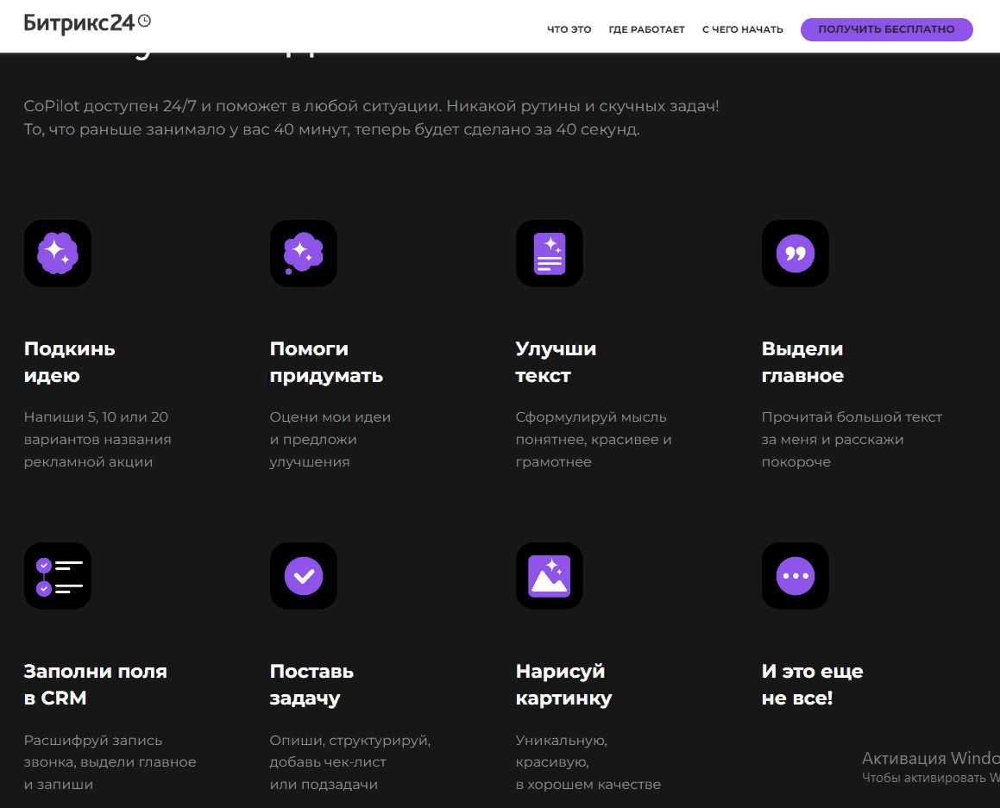 Битрикс24
ЧТО ЭТО
ГДЕ РАБОТАЕТ
С ЧЕГО НАЧАТЬ
ПОЛУЧИТЬ БЕСПЛАТНО
CoPilot доступен 24/7 и поможет в любой ситуации. Никакой рутины и скучных задач!
То, что раньше занимало у вас 40 минут, теперь будет сделано за 40 секунд.
Подкинь
идею
Напиши 5, 10 или 20
вариантов названия
рекламной акции
Помоги
придумать
Оцени мои идеи
и предложи
улучшения
Улучши
текст
Сформулируй мысль
понятнее, красивее и
грамотнее
Выдели
главное
Прочитай большой текст
за меня и расскажи
покороче
Заполни поля
в CRM
Расшифруй запись
звонка, выдели главное
и запиши
Поставь
задачу
Опиши, структурируй,
добавь чек-лист
или подзадачи
Нарисуй
картинку
Уникальную,
красивую,
в хорошем качестве
И это еще
не все!
Активация Windo
Чтобы активировать W